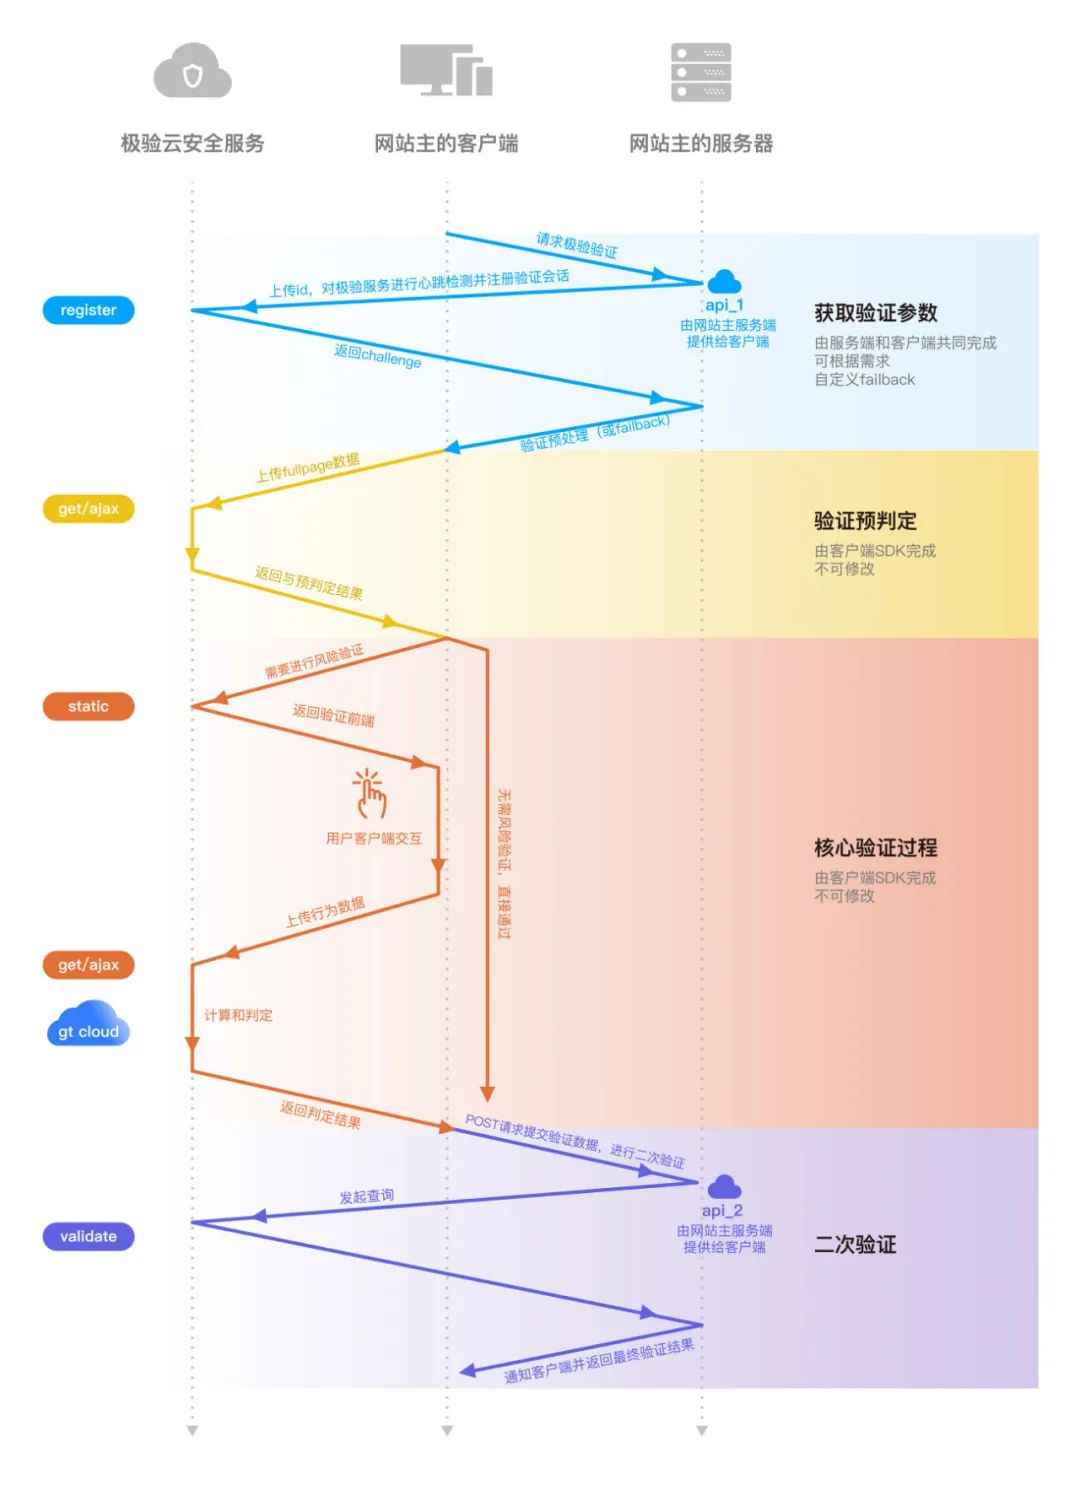 极验云安全服务
网站主的客户端
网站主的服务器
请求极验验证
上传id，对极验服务进行心跳检测并注册验证会话
register
api_1
由网站主服务端
提供给客户端
获取验证参数
由服务端和客户端共同完成
可根据需求
自定义failback
返回challenge
验证预处理（或failback）
上传fullpage数据
get/ajax
验证预判定
由客户端SDK完成
不可修改
返回与预判定结果
需要进行风险验证
static
返回验证前端
用户客户端交互
无需风险验证，直接通过
核心验证过程
由客户端SDK完成
不可修改
上传行为数据
get/ajax
计算和判定
gt cloud
返回判定结果
POST请求提交验证数据，进行二次验证
发起查询
api_2
由网站主服务端
提供给客户端
validate
二次验证
通知客户端并返回最终验证结果